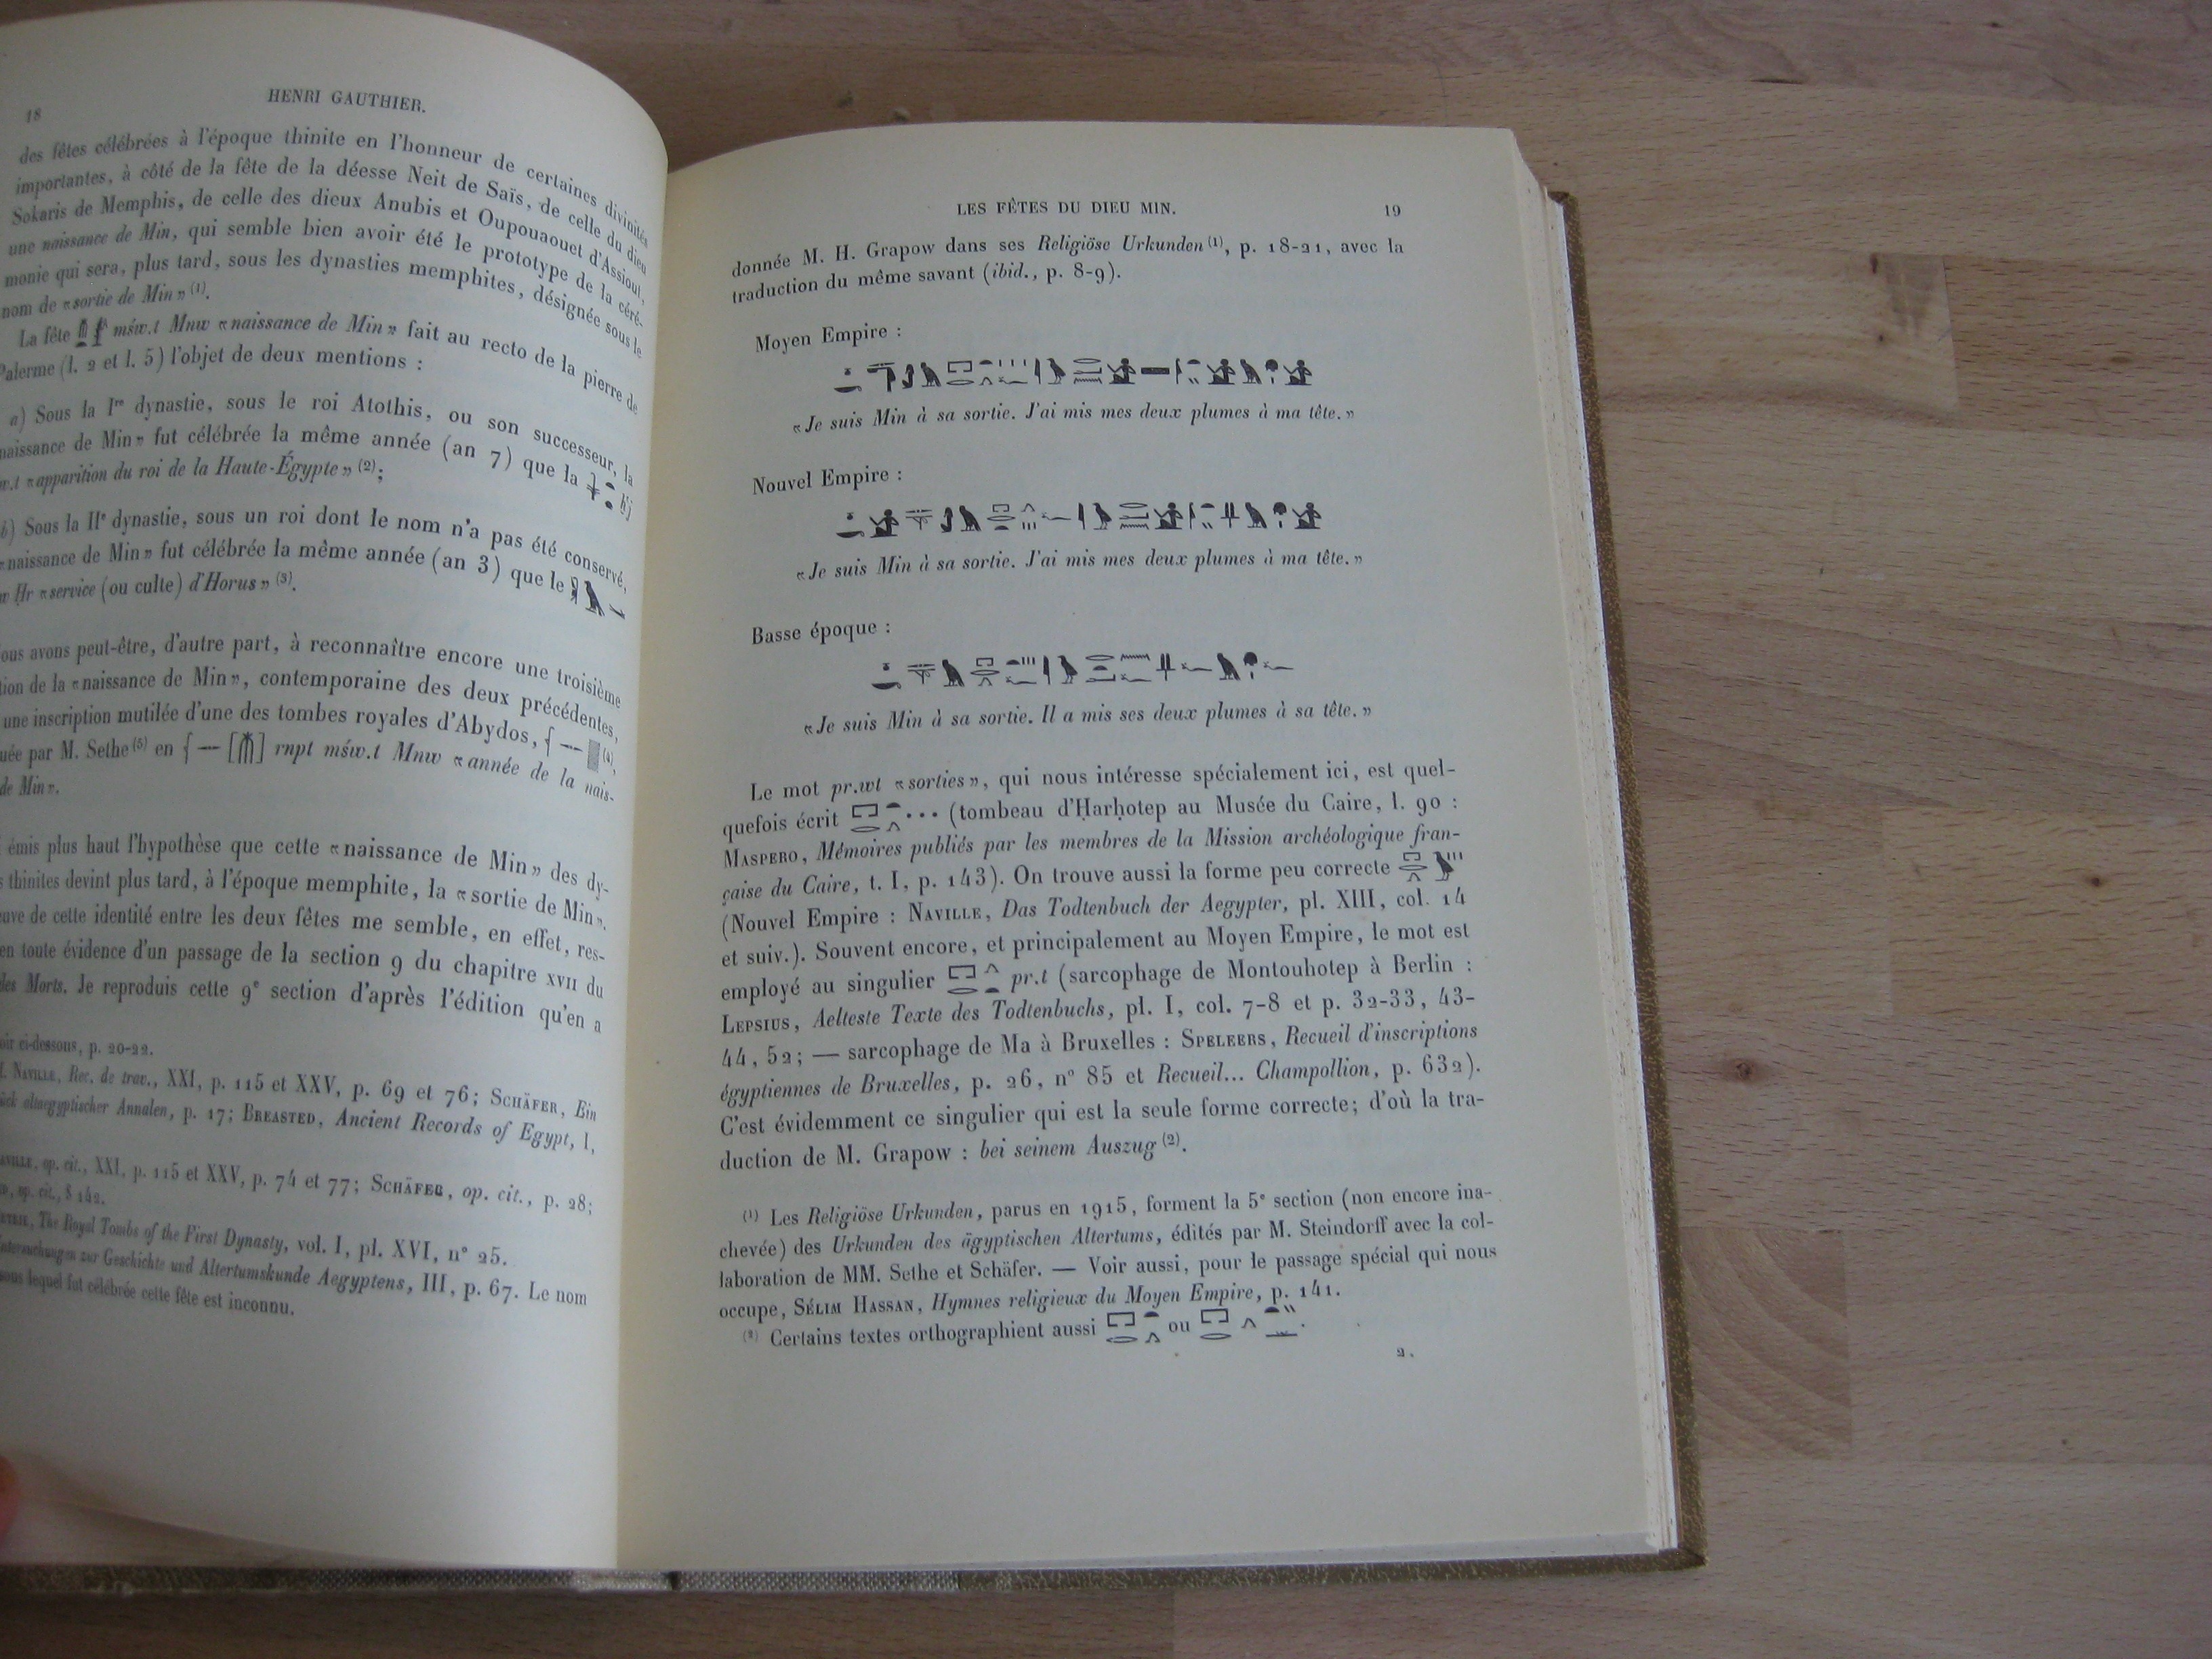 18
HENRI GAUTHIER.
des fêtes célébrées à l'époque thinite en l'honneur de certaines divinités
importantes, à côté de la fête de la déesse Neit de Saïs, de celle du dieu
Sokaris de Memphis, de celle des dieux Anubis et Oupouaouet d'Assiout,
une naissance de Min, qui semble bien avoir été le prototype de la céré-
monie qui sera, plus tard, sous les dynasties memphites, désignée sous le
nom de «sortie de Min» (1).
La fête mśw.t Mnw «naissance de Min» fait au recto de la pierre de
Palerme (l. 2 et l. 5) l'objet de deux mentions :
a) Sous la Ire dynastie, sous le roi Atothis, ou son successeur, la
naissance de Min» fut célébrée la même année (an 7) que la
«apparition du roi de la Haute-Égypte» (2);
b) Sous la IIe dynastie, sous un roi dont le nom n'a pas été conservé,
«naissance de Min» fut célébrée la même année (an 3) que le
Ḥr «service (ou culte) d'Horus» (3).
ous avons peut-être, d'autre part, à reconnaître encore une troisième
tion de la «naissance de Min», contemporaine des deux précédentes,
une inscription mutilée d'une des tombes royales d'Abydos, (4),
uée par M. Sethe (5) en [ ] rnpt mśw.t Mnw «année de la nais-
de Min».
émis plus haut l'hypothèse que cette «naissance de Min» des dy-
s thinites devint plus tard, à l'époque memphite, la «sortie de Min».
euve de cette identité entre les deux fêtes me semble, en effet, res-
en toute évidence d'un passage de la section 9 du chapitre XVII du
des Morts. Je reproduis cette 9e section d'après l'édition qu'en a
oir ci-dessous, p. 20-22.
NAVILLE, Rec. de trav., XXI, p. 115 et XXV, p. 69 et 76; SCHÄFER, Ein
ück altaegyptischer Annalen, p. 17; BREASTED, Ancient Records of Egypt, I,
NAVILLE, op. cit., XXI, p. 115 et XXV, p. 74 et 77; SCHÄFER, op. cit., p. 28;
op. cit., § 142.
PETRIE, The Royal Tombs of the First Dynasty, vol. I, pl. XVI, n° 25.
Untersuchungen zur Geschichte und Altertumskunde Aegyptens, III, p. 67. Le nom
sous lequel fut célébrée cette fête est inconnu.
LES FÊTES DU DIEU MIN.
19
donnée M. H. Grapow dans ses Religiöse Urkunden (1), p. 18-21, avec la
traduction du même savant (ibid., p. 8-9).
Moyen Empire :
«Je suis Min à sa sortie. J'ai mis mes deux plumes à ma tête.»
Nouvel Empire :
«Je suis Min à sa sortie. J'ai mis mes deux plumes à ma tête.»
Basse époque :
«Je suis Min à sa sortie. Il a mis ses deux plumes à sa tête.»
Le mot pr.wt «sorties», qui nous intéresse spécialement ici, est quel-
quefois écrit ... (tombeau d'Harḥotep au Musée du Caire, l. 90 :
MASPERO, Mémoires publiés par les membres de la Mission archéologique fran-
çaise du Caire, t. I, p. 143). On trouve aussi la forme peu correcte
(Nouvel Empire : NAVILLE, Das Todtenbuch der Aegypter, pl. XIII, col. 14
et suiv.). Souvent encore, et principalement au Moyen Empire, le mot est
employé au singulier pr.t (sarcophage de Montouhotep à Berlin :
LEPSIUS, Aelteste Texte des Todtenbuchs, pl. I, col. 7-8 et p. 32-33, 43-
44, 52; — sarcophage de Ma à Bruxelles : SPELEERS, Recueil d'inscriptions
égyptiennes de Bruxelles, p. 26, n° 85 et Recueil... Champollion, p. 632).
C'est évidemment ce singulier qui est la seule forme correcte; d'où la tra-
duction de M. Grapow : bei seinem Auszug (2).
(1) Les Religiöse Urkunden, parus en 1915, forment la 5e section (non encore ina-
chevée) des Urkunden des ägyptischen Altertums, édités par M. Steindorff avec la col-
laboration de MM. Sethe et Schäfer. — Voir aussi, pour le passage spécial qui nous
occupe, SÉLIM HASSAN, Hymnes religieux du Moyen Empire, p. 141.
(2) Certains textes orthographient aussi ou .
2.